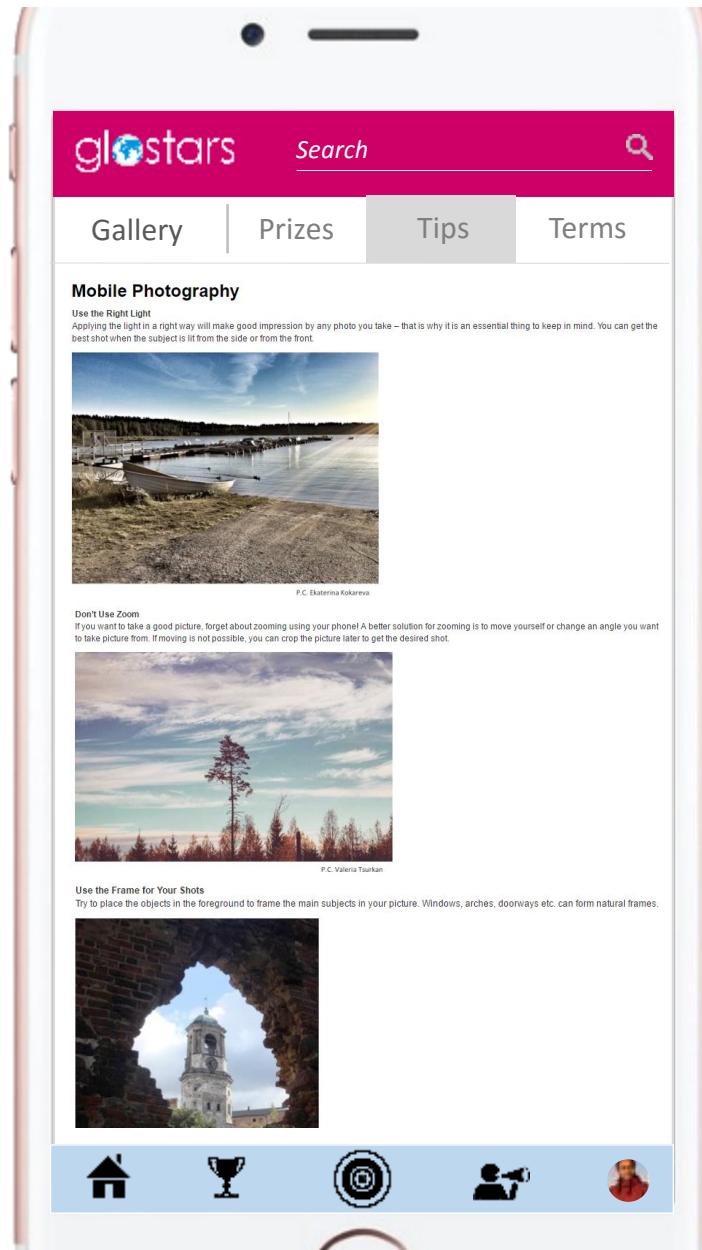 glostars
Search
Gallery
Prizes
Tips
Terms
Mobile Photography
Use the Right Light
Applying the light in a right way will make good impression by any photo you take – that is why it is an essential thing to keep in mind. You can get the
best shot when the subject is lit from the side or from the front.
P.C. Ekaterina Kokareva
Don't Use Zoom
If you want to take a good picture, forget about zooming using your phone! A better solution for zooming is to move yourself or change an angle you want
to take picture from. If moving is not possible, you can crop the picture later to get the desired shot.
P.C. Valeria Tsurkan
Use the Frame for Your Shots
Try to place the objects in the foreground to frame the main subjects in your picture. Windows, arches, doorways etc. can form natural frames.